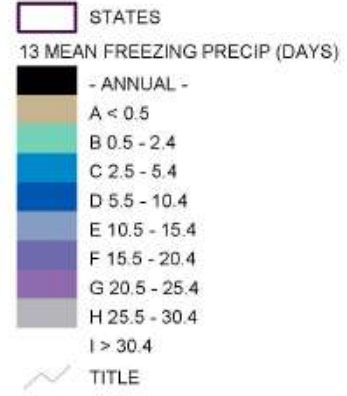 STATES
13 MEAN FREEZING PRECIP (DAYS)
- ANNUAL -
A < 0.5
B 0.5 - 2.4
C 2.5 - 5.4
D 5.5 - 10.4
E 10.5 - 15.4
F 15.5 - 20.4
G 20.5 - 25.4
H 25.5 - 30.4
I > 30.4
TITLE